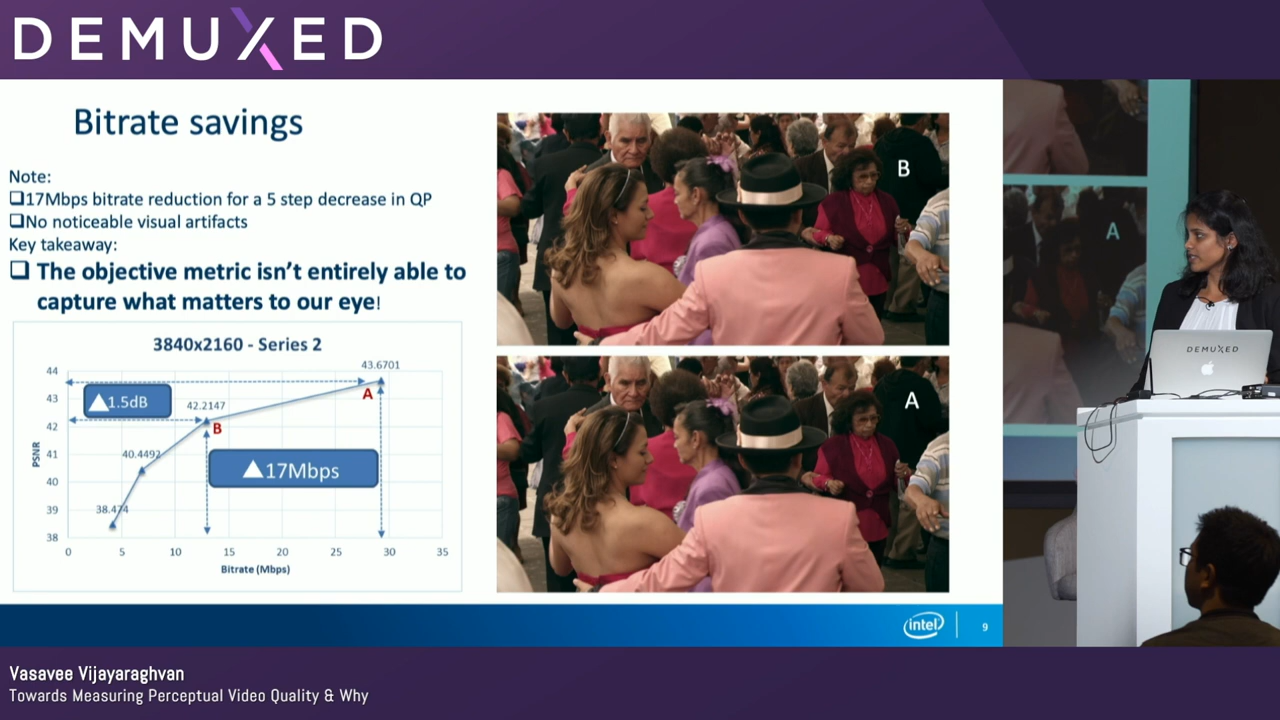 DEMUXED
Bitrate savings
Note:
❑17Mbps bitrate reduction for a 5 step decrease in QP
❑No noticeable visual artifacts
Key takeaway:
❑ The objective metric isn't entirely able to
capture what matters to our eye!
3840x2160 - Series 2
44
43
42
41
40
39
38
PSNR
43.6701
A
▲1.5dB
42.2147
B
40.4492
▲17Mbps
38.474
0 5 10 15 20 25 30 35
Bitrate (Mbps)
B
A
A
DEMUXED
intel
9
Vasavee Vijayaraghvan
Towards Measuring Perceptual Video Quality & Why